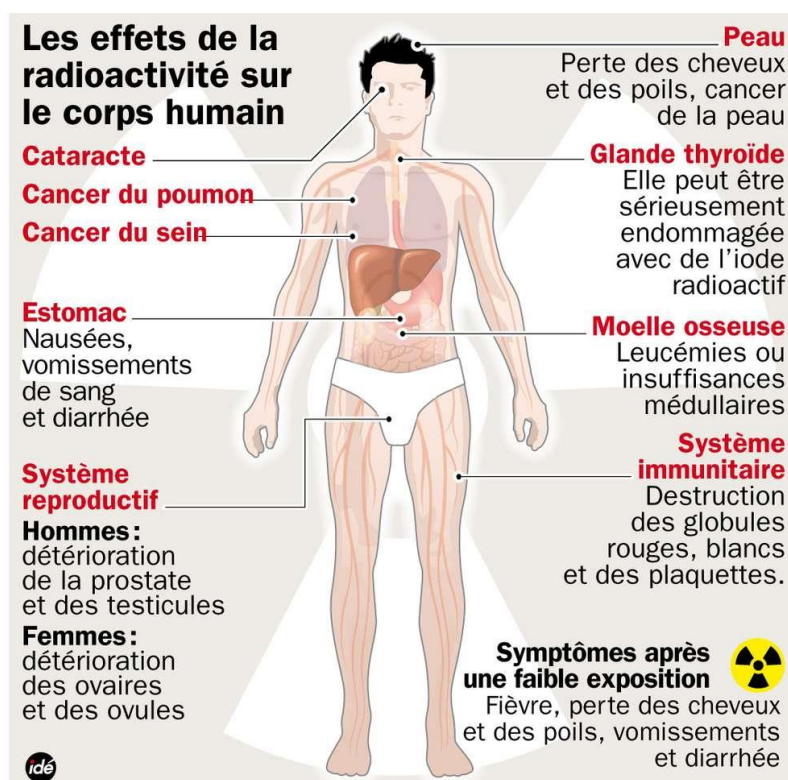 Les effets de la
radioactivité sur
le corps humain
Cataracte
Cancer du poumon
Cancer du sein
Estomac
Nausées,
vomissements
de sang
et diarrhée
Système
reproductif
Hommes:
détérioration
de la prostate
et des testicules
Femmes:
détérioration
des ovaires
et des ovules
Peau
Perte des cheveux
et des poils, cancer
de la peau
Glande thyroïde
Elle peut être
sérieusement
endommagée
avec de l'iode
radioactif
Moelle osseuse
Leucémies ou
insuffisances
médullaires
Système
immunitaire
Destruction
des globules
rouges, blancs
et des plaquettes.
Symptômes après
une faible exposition
Fièvre, perte des cheveux
et des poils, vomissements
et diarrhée
idé